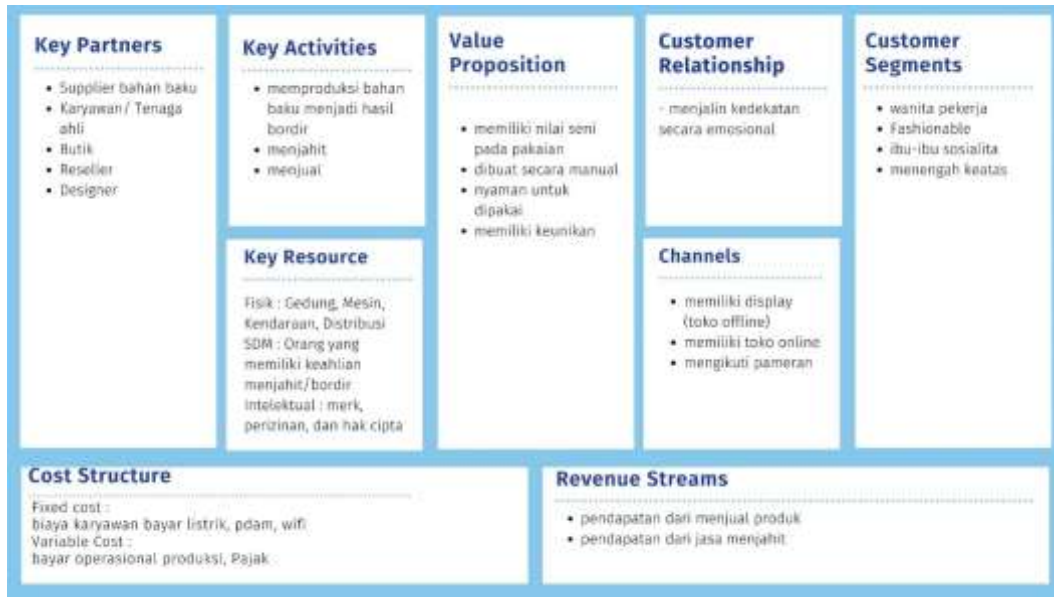 Key Partners
Supplier bahan baku
Karyawan/ Tenaga
ahli
Butik
Reseller
Designer
Key Activities
memproduksi bahan
baku menjadi hasil
bordir
menjahit
menjual
Key Resource
Fisik : Gedung, Mesin,
Kendaraan, Distribusi
SDM : Orang yang
memiliki keahlian
menjahit/bordir
Intelektual : merk,
perizinan, dan hak cipta
Value
Proposition
memiliki nilai seni
pada pakaian
dibuat secara manual
nyaman untuk
dipakai
memiliki keunikan
Customer
Relationship
- menjalin kedekatan
secara emosional
Channels
memiliki display
(toko offline)
memiliki toko online
mengikuti pameran
Customer
Segments
wanita pekerja
Fashionable
ibu-ibu sosialita
menengah keatas
Cost Structure
Fixed cost :
biaya karyawan bayar listrik, pdam, wifi
Variable Cost :
bayar operasional produksi, Pajak
Revenue Streams
pendapatan dari menjual produk
pendapatan dari jasa menjahit